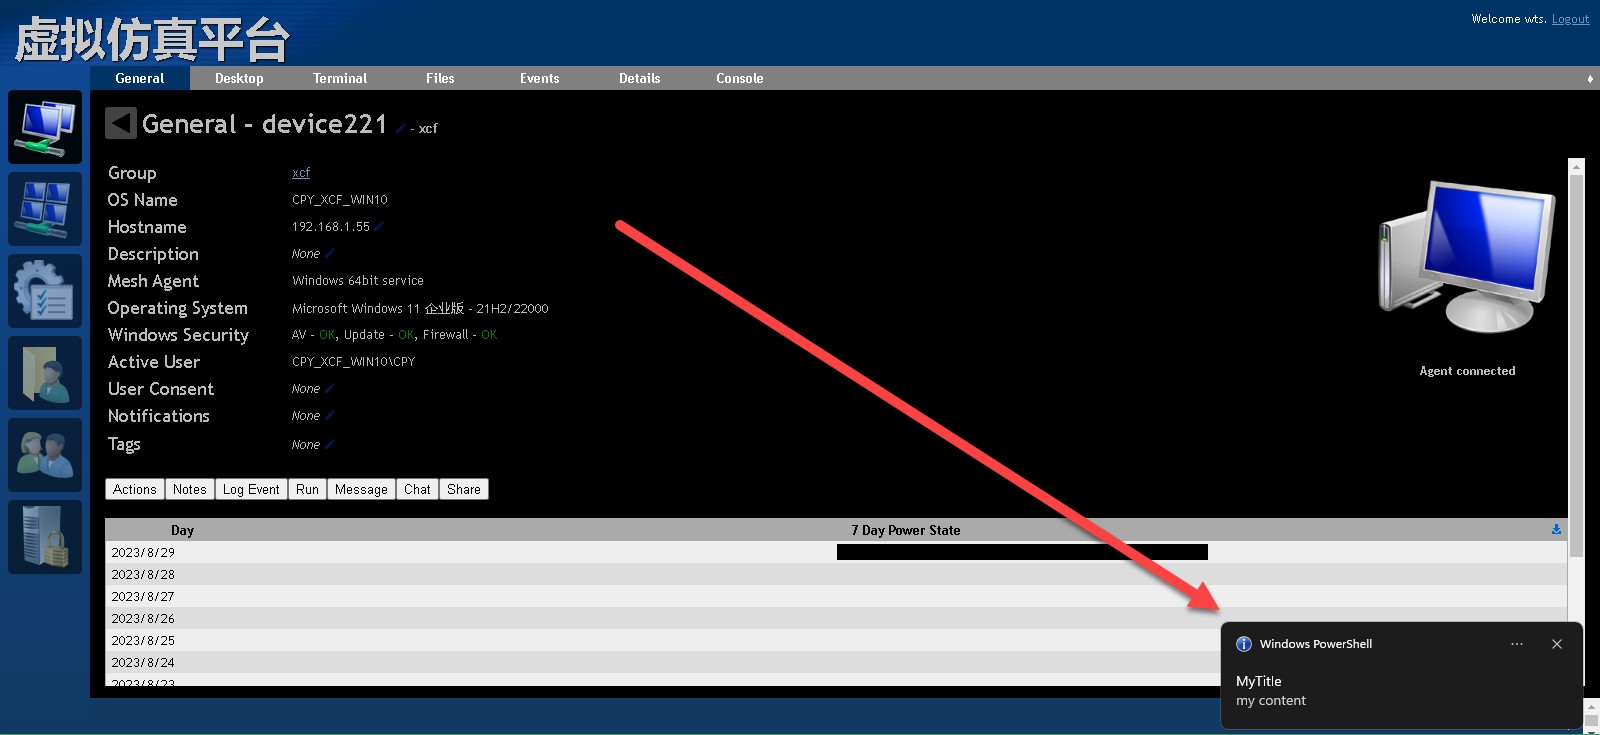 虚拟仿真平台
Welcome wts. Logout
General Desktop Terminal Files Events Details Console
General - device221 - xcf
Group xcf
OS Name CPY_XCF_WIN10
Hostname 192.168.1.55
Description None
Mesh Agent Windows 64bit service
Operating System Microsoft Windows 11 企业版 - 21H2/22000
Windows Security AV - OK, Update - OK, Firewall - OK
Active User CPY_XCF_WIN10\CPY
User Consent None
Notifications None
Tags None
Agent connected
Actions Notes Log Event Run Message Chat Share
Day 7 Day Power State
2023/8/29
2023/8/28
2023/8/27
2023/8/26
2023/8/25
2023/8/24
2023/8/23
Windows PowerShell
MyTitle
my content